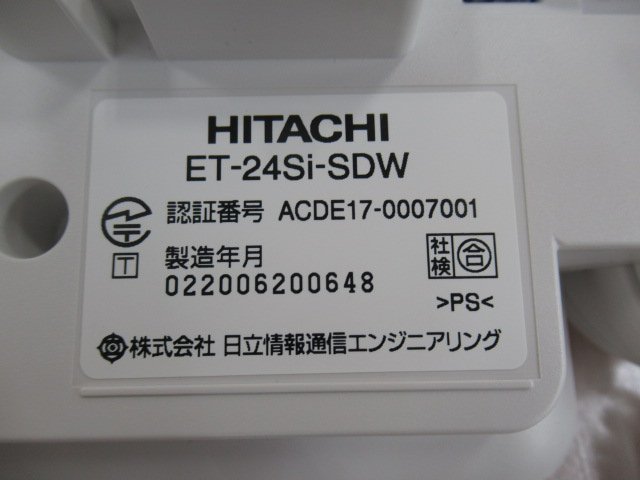 HITACHI
ET-24Si-SDW
認証番号 ACDE17-0007001
T
製造年月
022006200648
社検 合
>PS<
株式会社 日立情報通信エンジニアリング